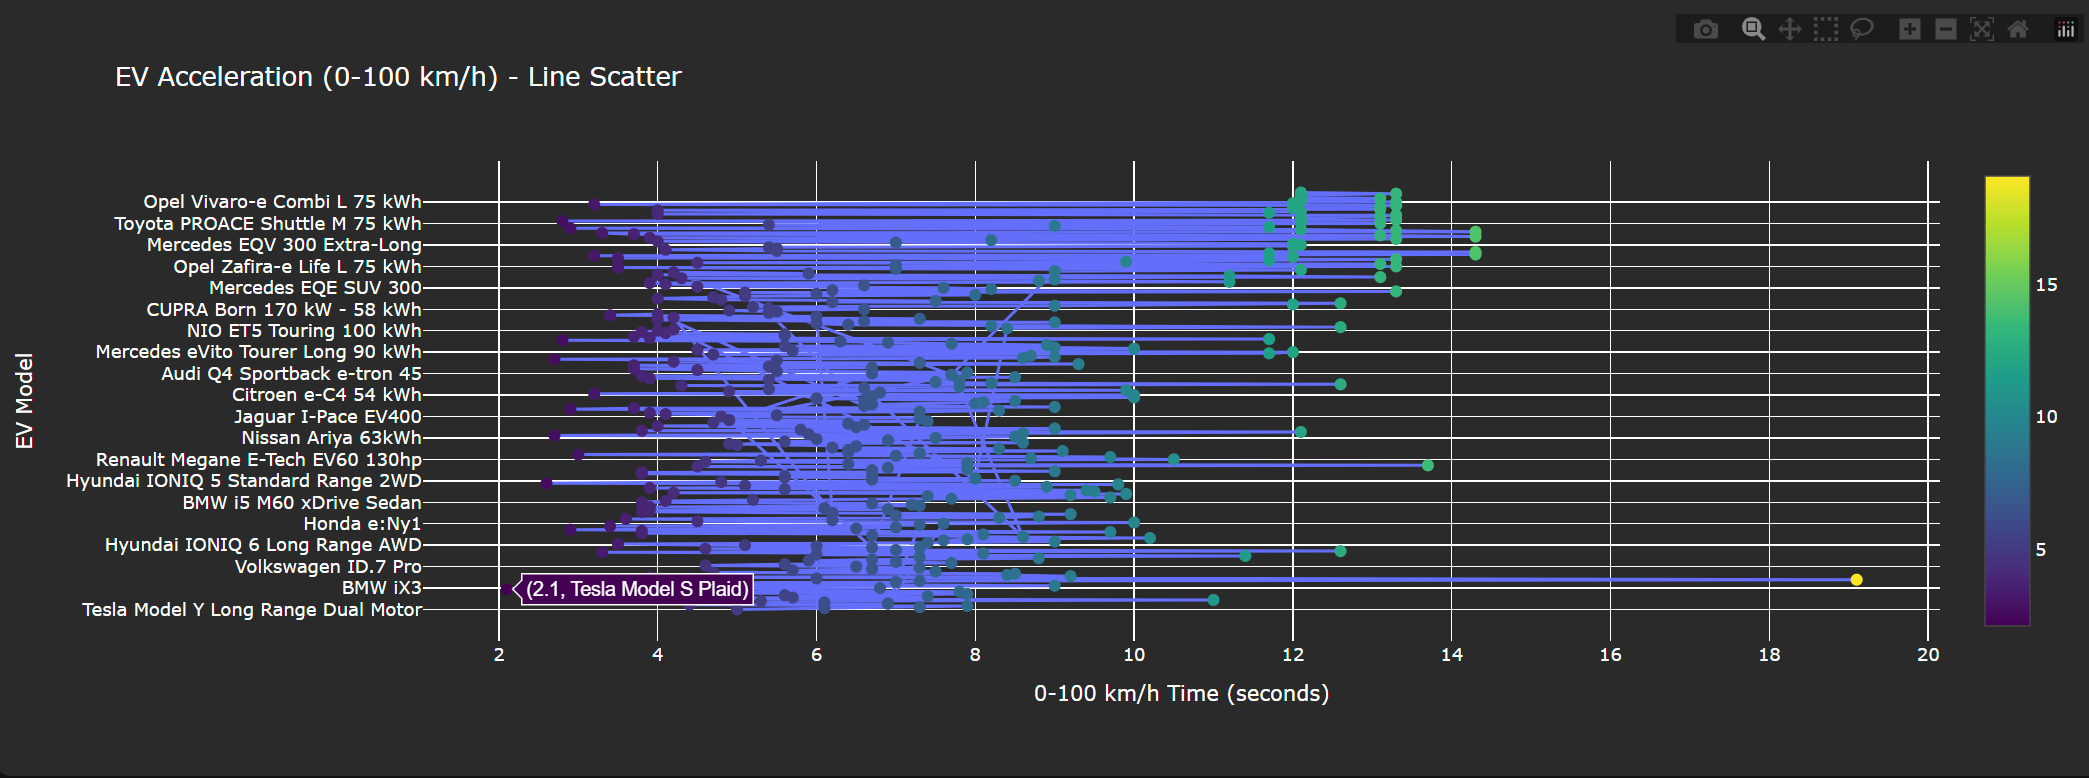 EV Acceleration (0-100 km/h) - Line Scatter
EV Model
Opel Vivaro-e Combi L 75 kWh
Toyota PROACE Shuttle M 75 kWh
Mercedes EQV 300 Extra-Long
Opel Zafira-e Life L 75 kWh
Mercedes EQE SUV 300
CUPRA Born 170 kW - 58 kWh
NIO ET5 Touring 100 kWh
Mercedes eVito Tourer Long 90 kWh
Audi Q4 Sportback e-tron 45
Citroen e-C4 54 kWh
Jaguar I-Pace EV400
Nissan Ariya 63kWh
Renault Megane E-Tech EV60 130hp
Hyundai IONIQ 5 Standard Range 2WD
BMW i5 M60 xDrive Sedan
Honda e:Ny1
Hyundai IONIQ 6 Long Range AWD
Volkswagen ID.7 Pro
BMW iX3
Tesla Model Y Long Range Dual Motor
(2.1, Tesla Model S Plaid)
2 4 6 8 10 12 14 16 18 20
0-100 km/h Time (seconds)
15
10
5